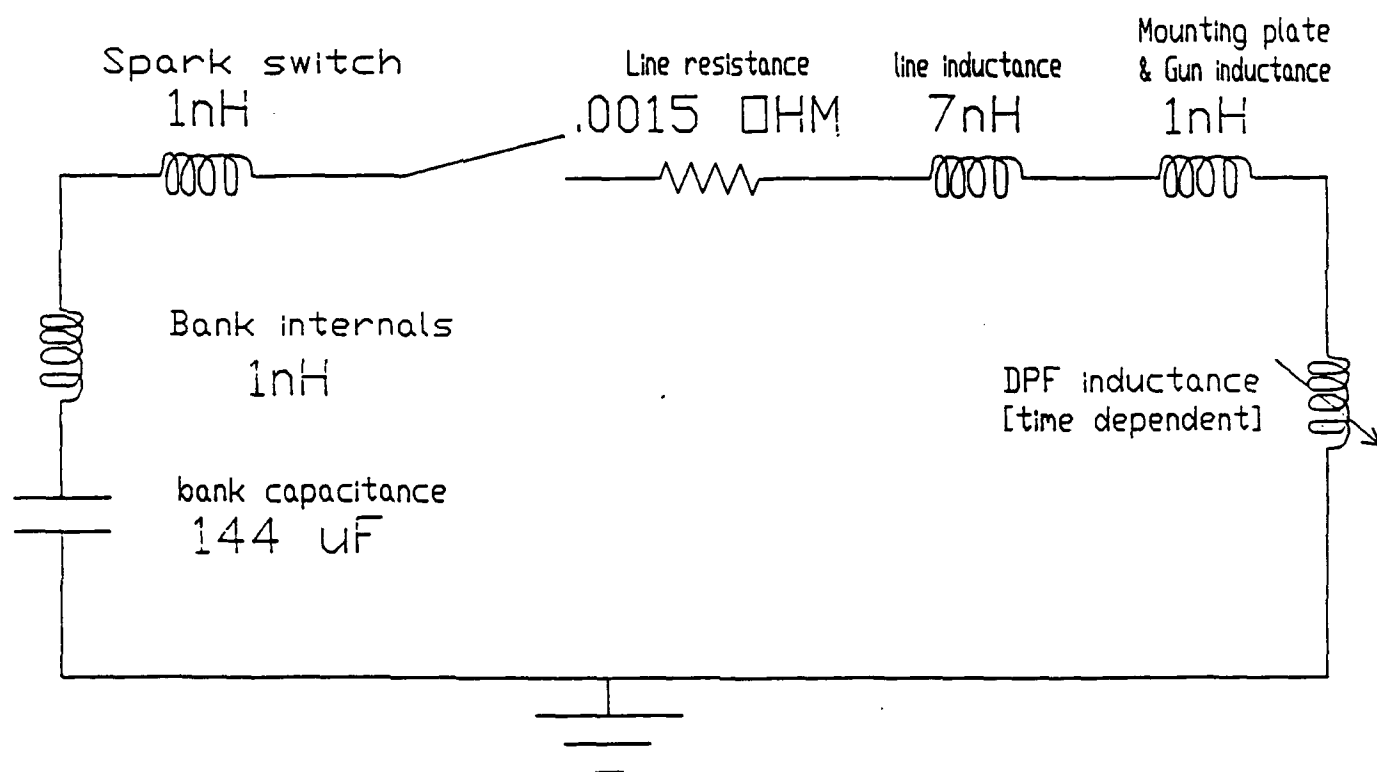 Spark switch
1nH
Line resistance
.0015 OHM
line inductance
7nH
Mounting plate
& Gun inductance
1nH
Bank internals
1nH
DPF inductance
[time dependent]
bank capacitance
144 uF